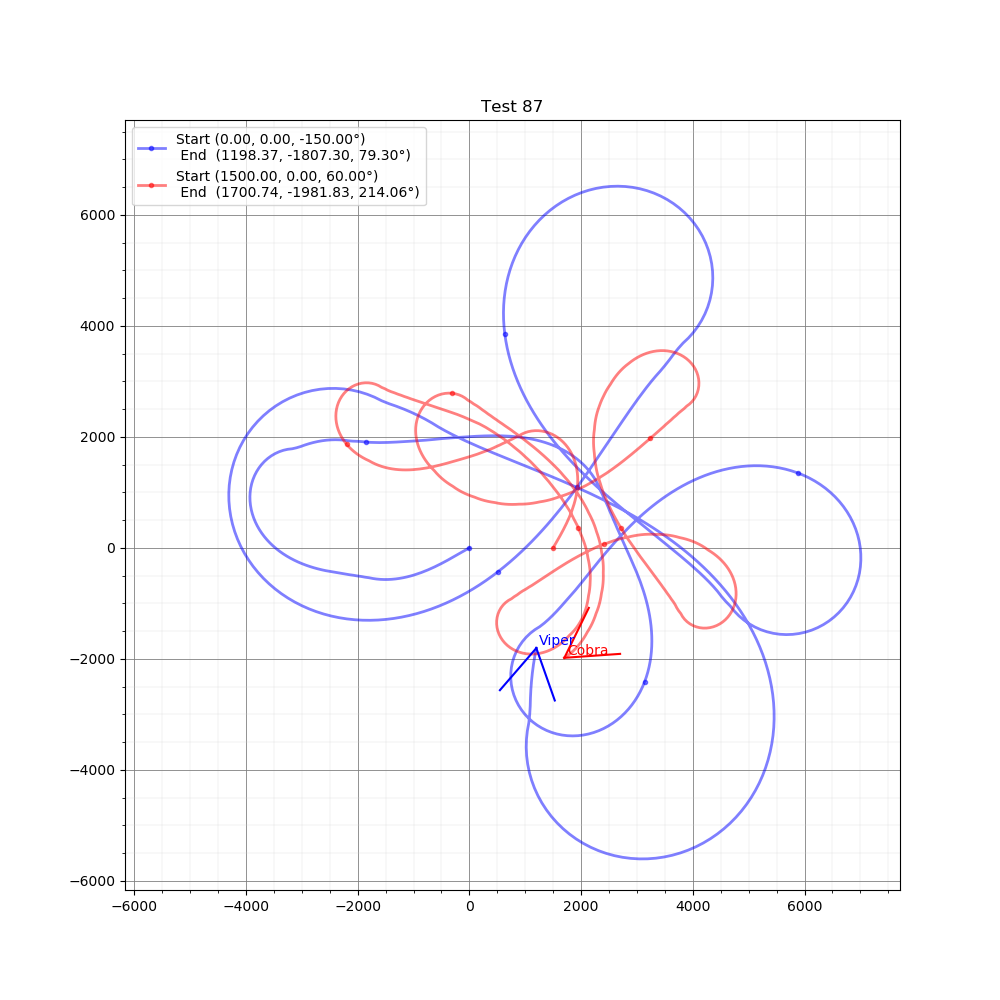 Test 87
Start (0.00, 0.00, -150.00°)
End  (1198.37, -1807.30, 79.30°)
Start (1500.00, 0.00, 60.00°)
End  (1700.74, -1981.83, 214.06°)
6000
4000
2000
0
−2000
−4000
−6000
Viper
Cobra
−6000 −4000 −2000 0 2000 4000 6000